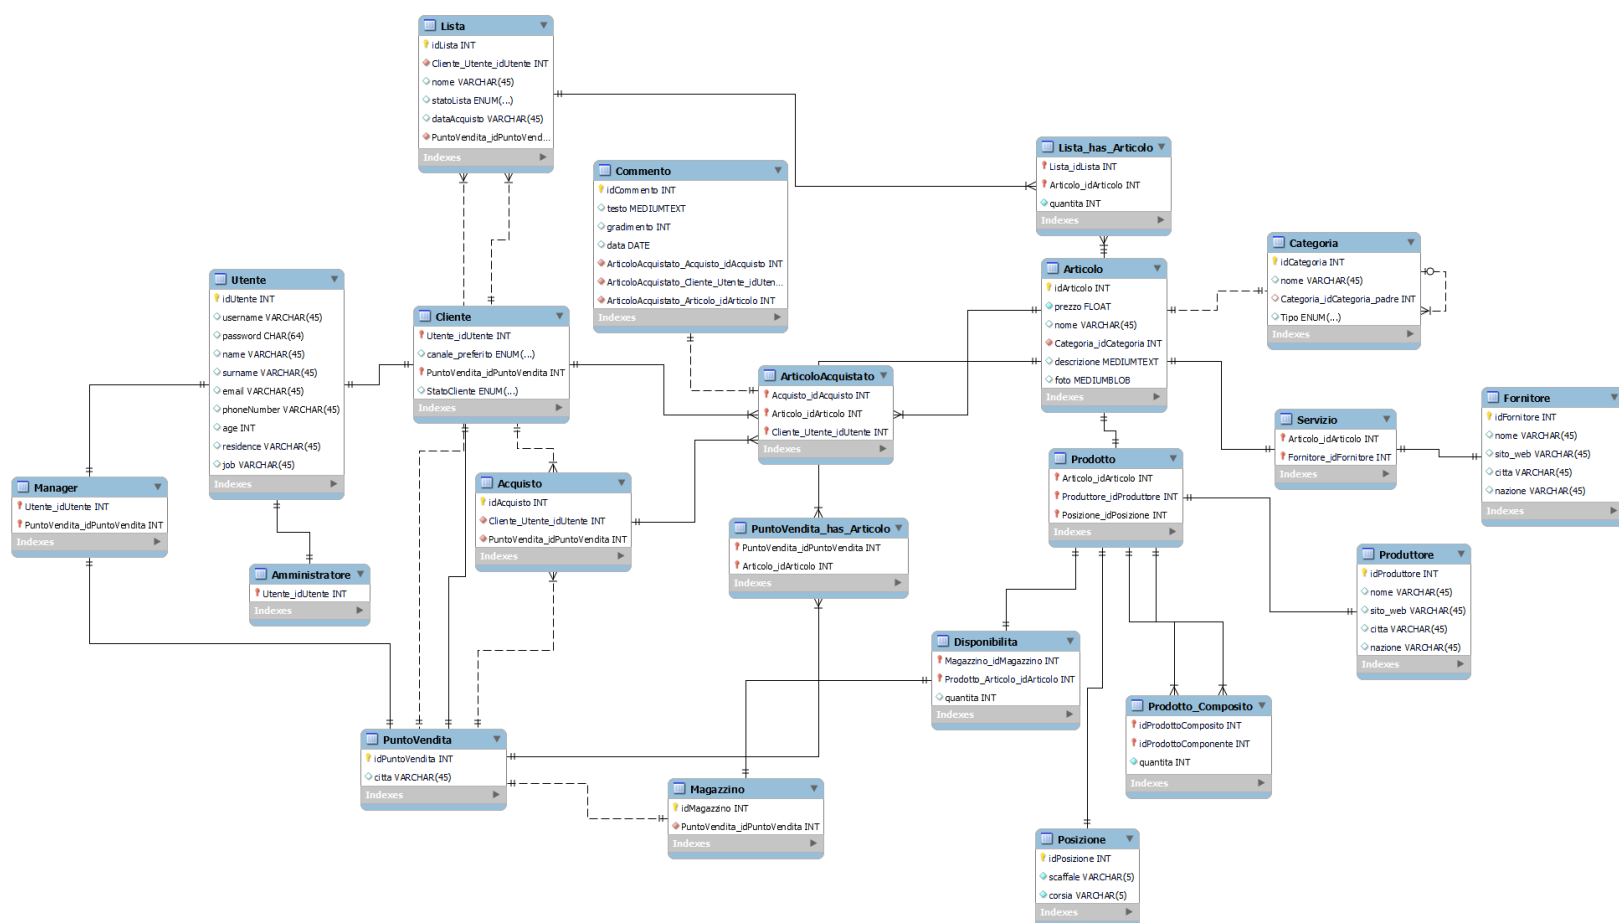 Lista
idLista INT
Cliente_Utente_idUtente INT
nome VARCHAR(45)
statoLista ENUM(...)
dataAcquisto VARCHAR(45)
PuntoVendita_idPuntoVend...
Indexes
Commento
idCommento INT
testo MEDIUMTEXT
gradimento INT
data DATE
ArticoloAcquistato_Acquisto_idAcquisto INT
ArticoloAcquistato_Cliente_Utente_idUten...
ArticoloAcquistato_Articolo_idArticolo INT
Indexes
Lista_has_Articolo
Lista_idLista INT
Articolo_idArticolo INT
quantita INT
Indexes
Categoria
idCategoria INT
nome VARCHAR(45)
Categoria_idCategoria_padre INT
Tipo ENUM(...)
Indexes
Utente
idUtente INT
username VARCHAR(45)
password CHAR(64)
name VARCHAR(45)
surname VARCHAR(45)
email VARCHAR(45)
phoneNumber VARCHAR(45)
age INT
residence VARCHAR(45)
job VARCHAR(45)
Indexes
Cliente
Utente_idUtente INT
canale_preferito ENUM(...)
PuntoVendita_idPuntoVendita INT
StatoCliente ENUM(...)
Indexes
Articolo
idArticolo INT
prezzo FLOAT
nome VARCHAR(45)
Categoria_idCategoria INT
descrizione MEDIUMTEXT
foto MEDIUMBLOB
Indexes
ArticoloAcquistato
Acquisto_idAcquisto INT
Articolo_idArticolo INT
Cliente_Utente_idUtente INT
Indexes
Servizio
Articolo_idArticolo INT
Fornitore_idFornitore INT
Indexes
Fornitore
idFornitore INT
nome VARCHAR(45)
sito_web VARCHAR(45)
citta VARCHAR(45)
nazione VARCHAR(45)
Indexes
Manager
Utente_idUtente INT
PuntoVendita_idPuntoVendita INT
Indexes
Acquisto
idAcquisto INT
Cliente_Utente_idUtente INT
PuntoVendita_idPuntoVendita INT
Indexes
Prodotto
Articolo_idArticolo INT
Produttore_idProduttore INT
Posizione_idPosizione INT
Indexes
PuntoVendita_has_Articolo
PuntoVendita_idPuntoVendita INT
Articolo_idArticolo INT
Indexes
Amministratore
Utente_idUtente INT
Indexes
Produttore
idProduttore INT
nome VARCHAR(45)
sito_web VARCHAR(45)
citta VARCHAR(45)
nazione VARCHAR(45)
Indexes
Disponibilita
Magazzino_idMagazzino INT
Prodotto_Articolo_idArticolo INT
quantita INT
Indexes
Prodotto_Composito
idProdottoComposito INT
idProdottoComponente INT
quantita INT
Indexes
PuntoVendita
idPuntoVendita INT
citta VARCHAR(45)
Indexes
Magazzino
idMagazzino INT
PuntoVendita_idPuntoVendita INT
Indexes
Posizione
idPosizione INT
scaffale VARCHAR(5)
corsia VARCHAR(5)